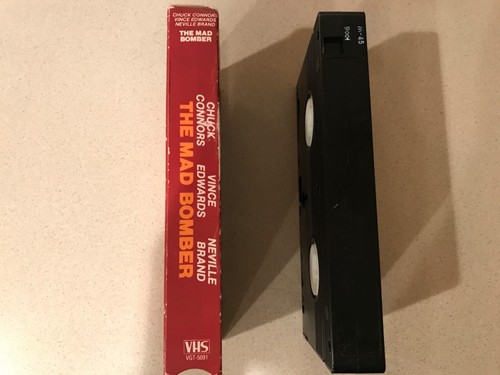 CHUCK CONNORS
VINCE EDWARDS
NEVILLE BRAND
THE MAD
BOMBER
CHUCK
CONNORS
VINCE
EDWARDS
NEVILLE
BRAND
THE MAD BOMBER
VHS
VGT-5091